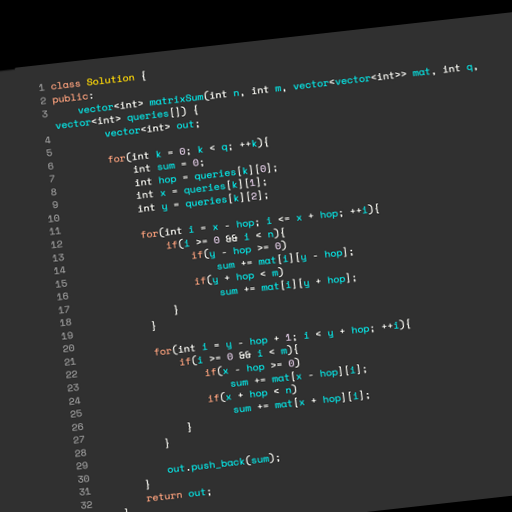 1 class Solution {
2 public:
3 vector<int> matrixSum(int n, int m, vector<vector<int>> mat, int q,
vector<int> queries[]) {
4 vector<int> out;
5
6 for(int k = 0; k < q; ++k){
7 int sum = 0;
8 int hop = queries[k][0];
9 int x = queries[k][1];
10 int y = queries[k][2];
11
12 for(int i = x - hop; i <= x + hop; ++i){
13 if(i >= 0 && i < n){
14 if(y - hop >= 0)
15 sum += mat[i][y - hop];
16 if(y + hop < m)
17 sum += mat[i][y + hop];
18 }
19 }
20
21 for(int i = y - hop + 1; i < y + hop; ++i){
22 if(i >= 0 && i < m){
23 if(x - hop >= 0)
24 sum += mat[x - hop][i];
25 if(x + hop < n)
26 sum += mat[x + hop][i];
27 }
28 }
29
30 out.push_back(sum);
31 }
32 return out;